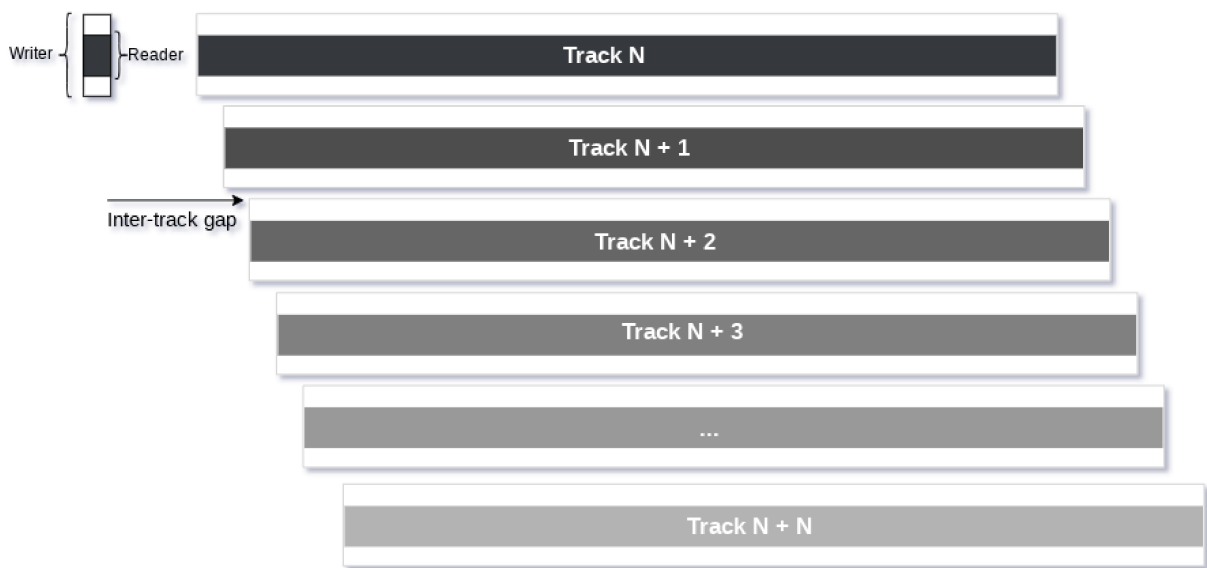 Writer
Reader
Track N
Track N + 1
Inter-track gap
Track N + 2
Track N + 3
...
Track N + N